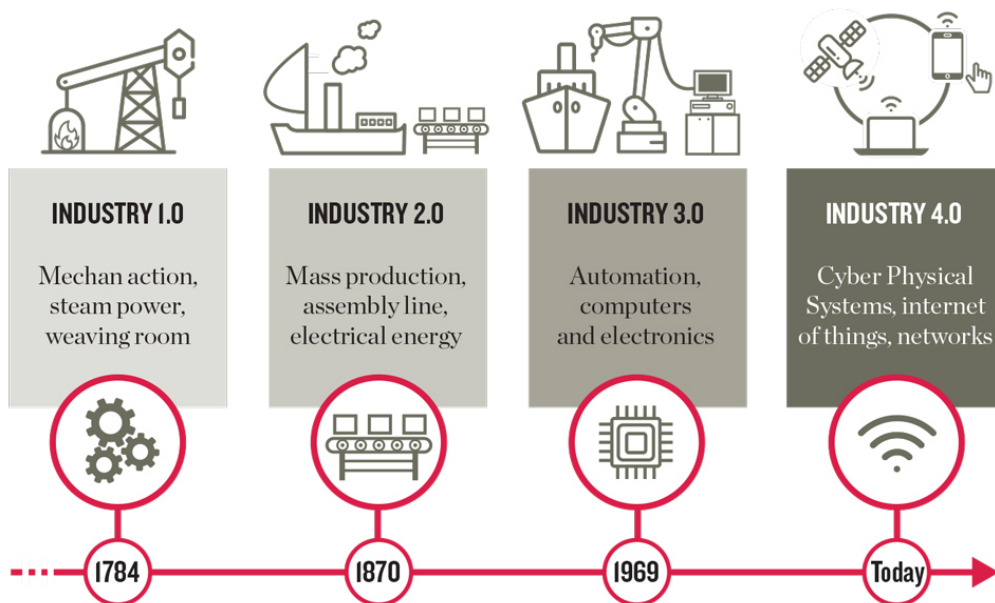 INDUSTRY 1.0
Mechan action,
steam power,
weaving room
INDUSTRY 2.0
Mass production,
assembly line,
electrical energy
INDUSTRY 3.0
Automation,
computers
and electronics
INDUSTRY 4.0
Cyber Physical
Systems, internet
of things, networks
1784
1870
1969
Today